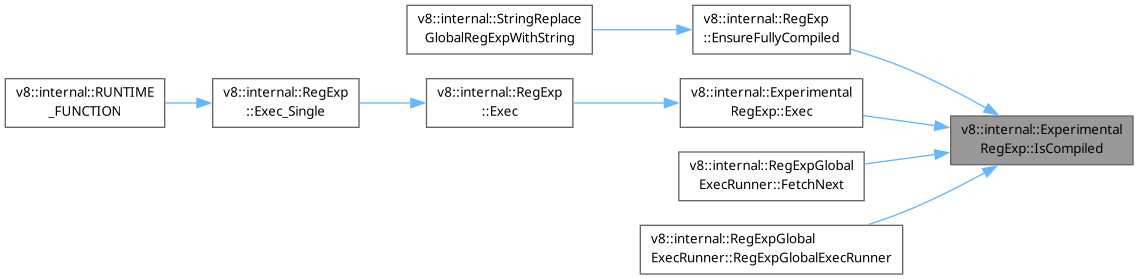 v8::internal::StringReplace
GlobalRegExpWithString
v8::internal::RegExp
::EnsureFullyCompiled
v8::internal::RUNTIME
_FUNCTION
v8::internal::RegExp
::Exec_Single
v8::internal::RegExp
::Exec
v8::internal::Experimental
RegExp::Exec
v8::internal::Experimental
RegExp::IsCompiled
v8::internal::RegExpGlobal
ExecRunner::FetchNext
v8::internal::RegExpGlobal
ExecRunner::RegExpGlobalExecRunner